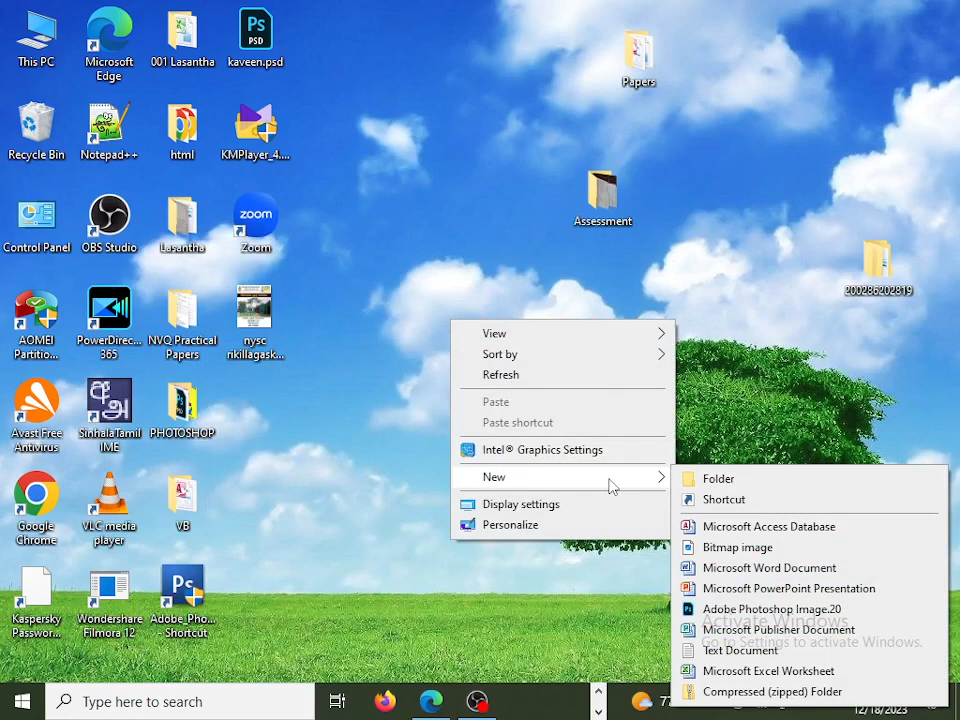 This PC
Microsoft
Edge
001 Lasantha
Ps
PSD
kaveen.psd
Papers
Recycle Bin
Notepad++
html
KMPlayer_4....
Control Panel
OBS Studio
Lasantha
zoom
Zoom
Assessment
200286202819
AOMEI
Partitio...
PowerDirec...
365
NVQ Practical
Papers
nysc
rikillagask...
Avast Free
Antivirus
අ
அ
SinhalaTamil
IME
PHOTOSHOP
Google
Chrome
VLC media
player
VB
Kaspersky
Passwor...
Wondershare
Filmora 12
Ps
Adobe_Pho...
- Shortcut
View
Sort by
Refresh
Paste
Paste shortcut
Intel® Graphics Settings
New
Display settings
Personalize
Folder
Shortcut
Microsoft Access Database
Bitmap image
Microsoft Word Document
Microsoft PowerPoint Presentation
Adobe Photoshop Image.20
Activate Windows
Microsoft Publisher Document
Go to Settings to activate Windows.
Text Document
Microsoft Excel Worksheet
Compressed (zipped) Folder
Type here to search
12/18/2023